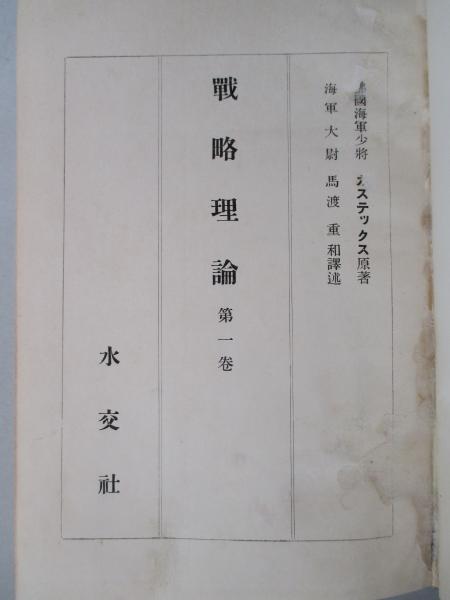 國海軍少將 カステックス原著
海軍大尉 馬渡重和譯述
戰略理論 第一卷
水交社